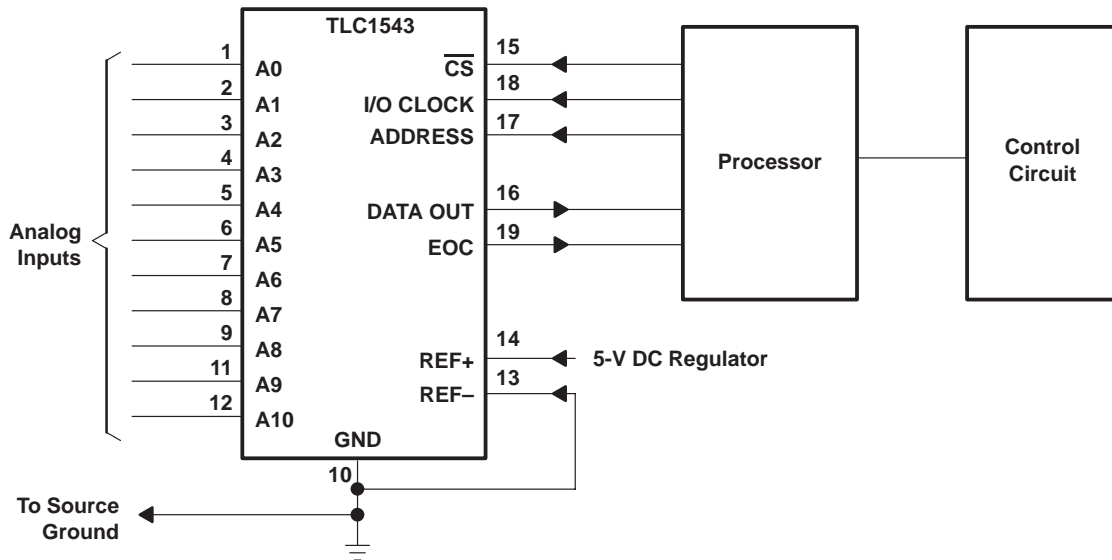 TLC1543
1
A0
2
A1
3
A2
4
A3
5
A4
6
A5
7
A6
8
A7
9
A8
11
A9
12
A10
Analog
Inputs
15
C̅S̅
18
I/O CLOCK
17
ADDRESS
16
DATA OUT
19
EOC
14
REF+
5-V DC Regulator
13
REF–
GND
10
To Source
Ground
Processor
Control
Circuit